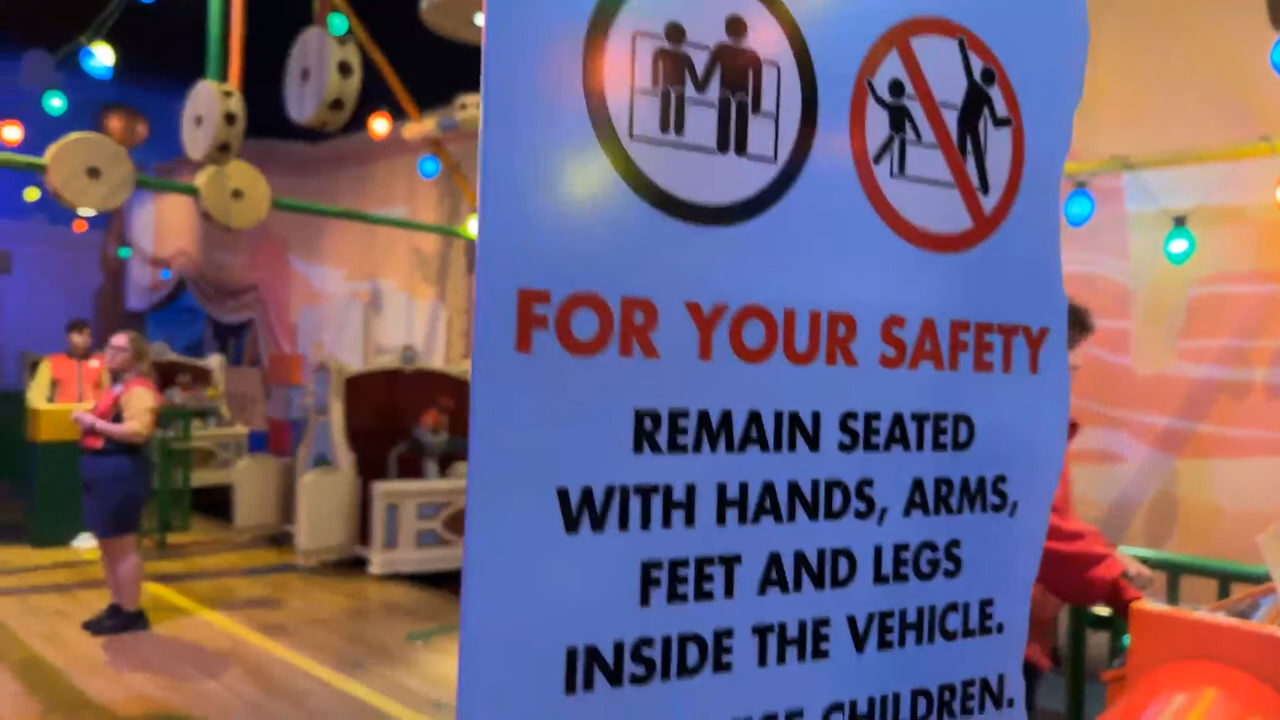 FOR YOUR SAFETY
REMAIN SEATED
WITH HANDS, ARMS,
FEET AND LEGS
INSIDE THE VEHICLE.
CHILDREN.